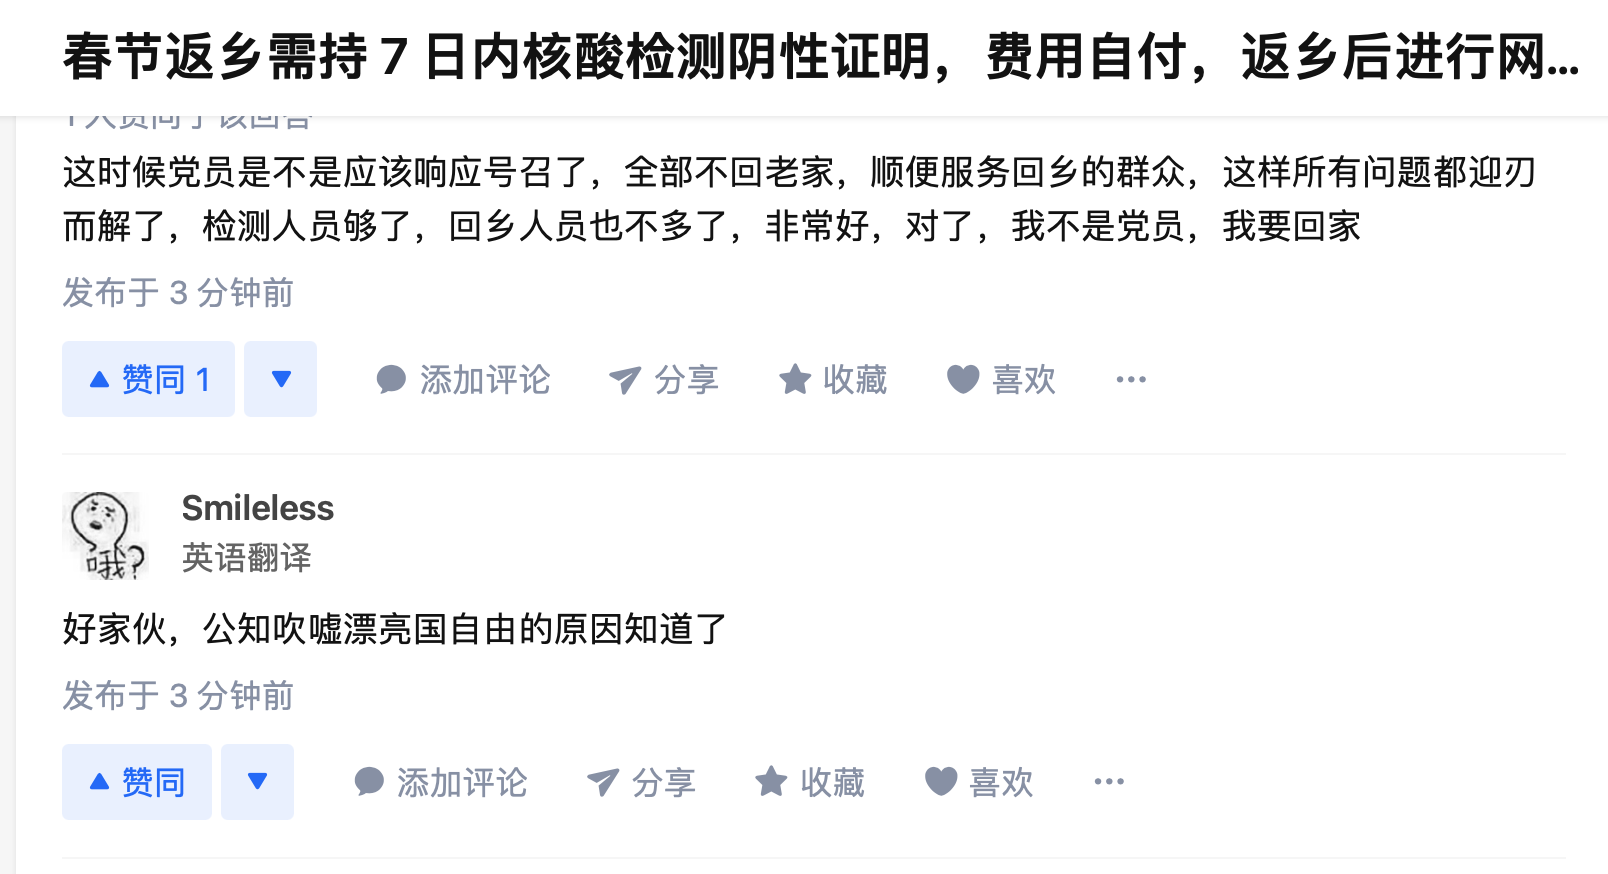 春节返乡需持 7 日内核酸检测阴性证明，费用自付，返乡后进行网...
1 人赞同了该回答
这时候党员是不是应该响应号召了，全部不回老家，顺便服务回乡的群众，这样所有问题都迎刃
而解了，检测人员够了，回乡人员也不多了，非常好，对了，我不是党员，我要回家
发布于 3 分钟前
赞同 1 添加评论 分享 收藏 喜欢
Smileless
哦?
英语翻译
好家伙，公知吹嘘漂亮国自由的原因知道了
发布于 3 分钟前
赞同 添加评论 分享 收藏 喜欢